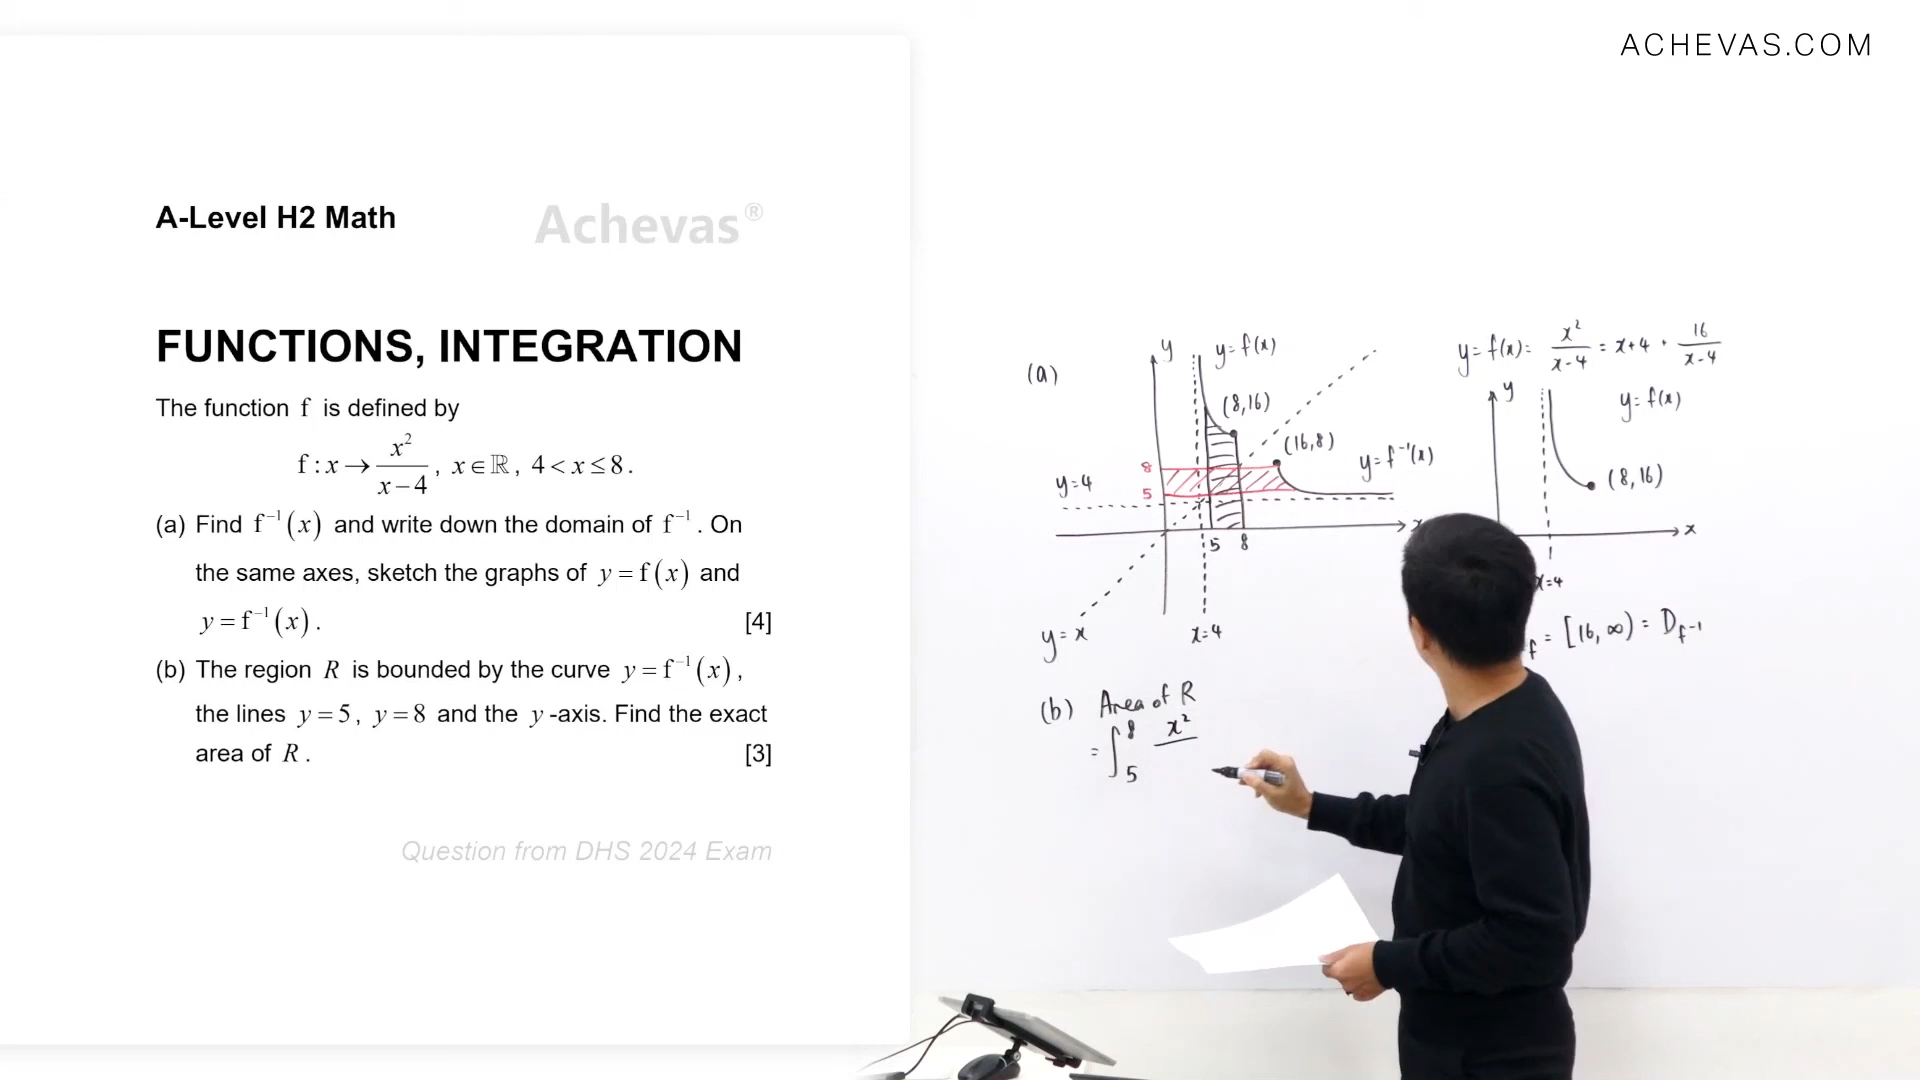 ACHEVAS.COM
A-Level H2 Math
Achevas®
FUNCTIONS, INTEGRATION
The function f is defined by
f : x → x²/(x−4), x∈ℝ, 4 < x ≤ 8.
(a) Find f⁻¹(x) and write down the domain of f⁻¹. On
the same axes, sketch the graphs of y = f(x) and
y = f⁻¹(x). [4]
(b) The region R is bounded by the curve y = f⁻¹(x),
the lines y = 5, y = 8 and the y-axis. Find the exact
area of R. [3]
Question from DHS 2024 Exam
(a)
y
y=f(x)
(8,16)
(16,8)
y=f⁻¹(x)
8
5
y=4
x
5 8
y=x
x=4
y=f(x)= x²/(x-4) = x+4+ 16/(x-4)
y
y=f(x)
(8,16)
x
x=4
f = [16,∞) = D f⁻¹
(b) Area of R
= ∫₅⁸ x²